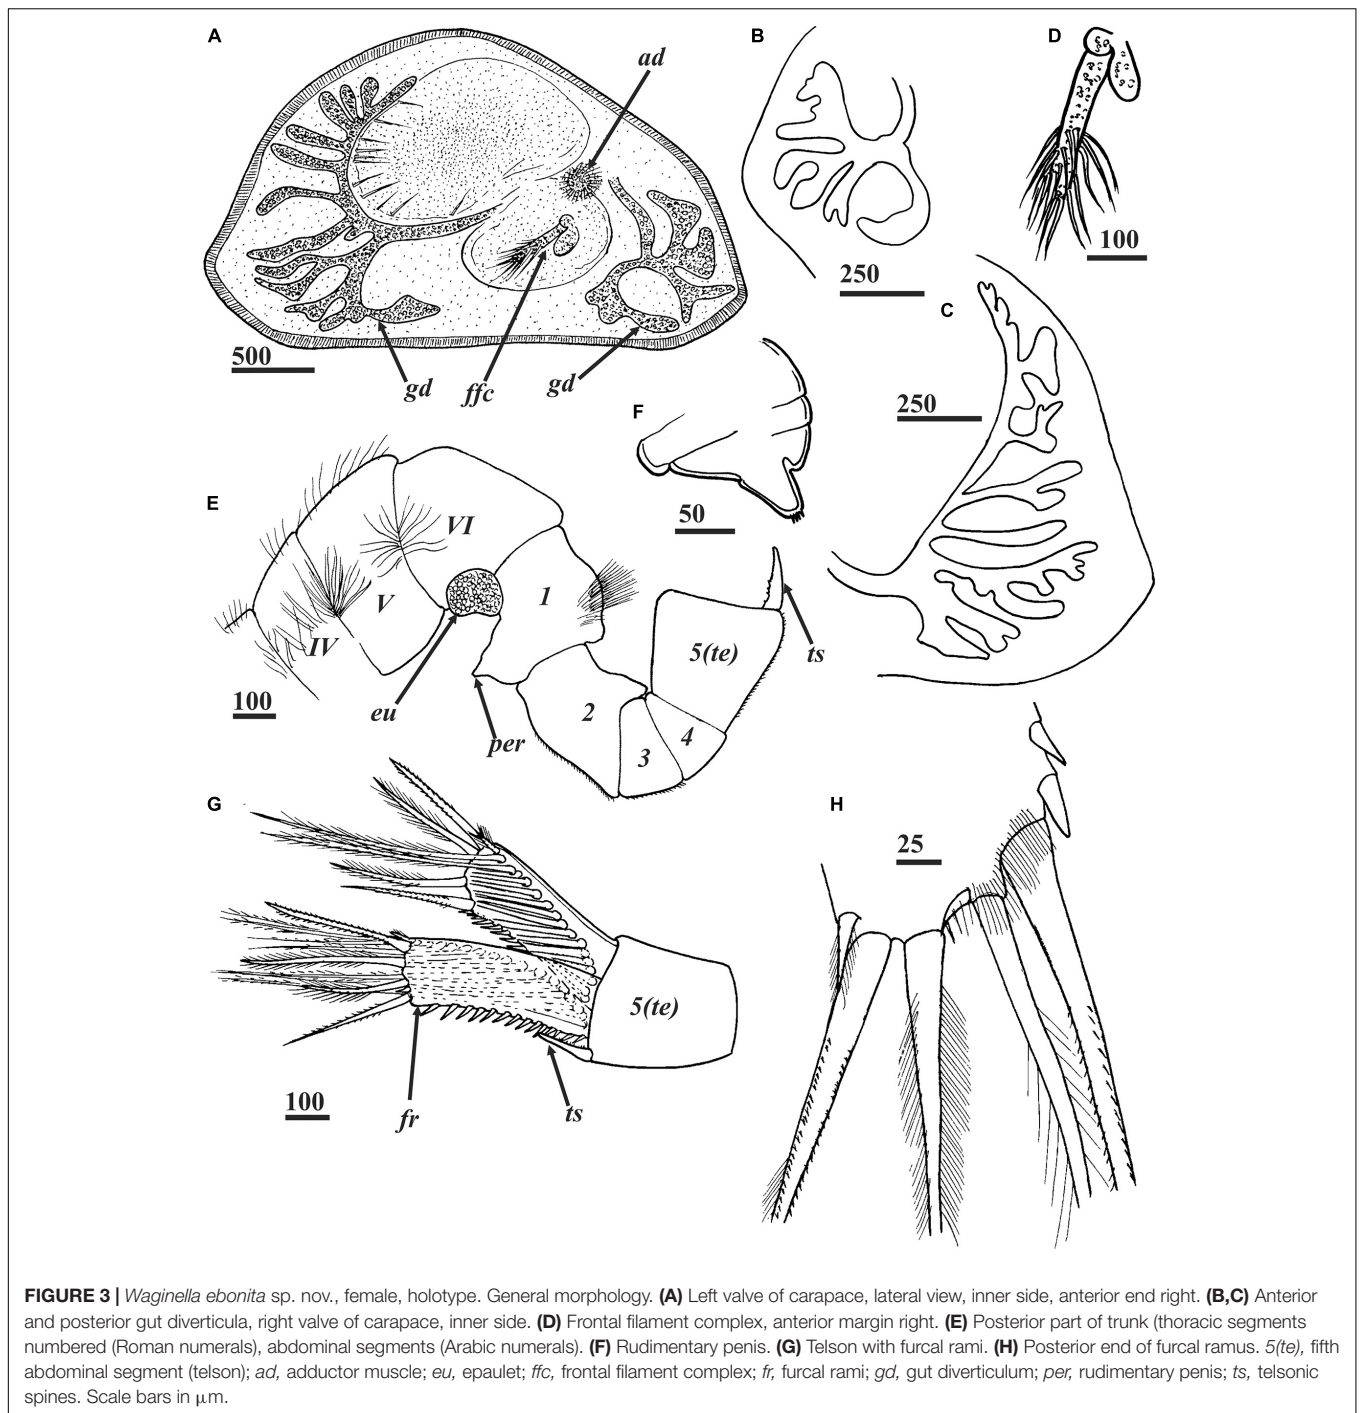 A
B
D
ad
100
250
C
500
gd
ffc
gd
250
F
50
E
VI
V
IV
1
5(te)
ts
100
eu
per
2
3
4
G
H
25
5(te)
100
fr
ts
FIGURE 3 | Waginella ebonita sp. nov., female, holotype. General morphology. (A) Left valve of carapace, lateral view, inner side, anterior end right. (B,C) Anterior
and posterior gut diverticula, right valve of carapace, inner side. (D) Frontal filament complex, anterior margin right. (E) Posterior part of trunk (thoracic segments
numbered (Roman numerals), abdominal segments (Arabic numerals). (F) Rudimentary penis. (G) Telson with furcal rami. (H) Posterior end of furcal ramus. 5(te), fifth
abdominal segment (telson); ad, adductor muscle; eu, epaulet; ffc, frontal filament complex; fr, furcal rami; gd, gut diverticulum; per, rudimentary penis; ts, telsonic
spines. Scale bars in μm.